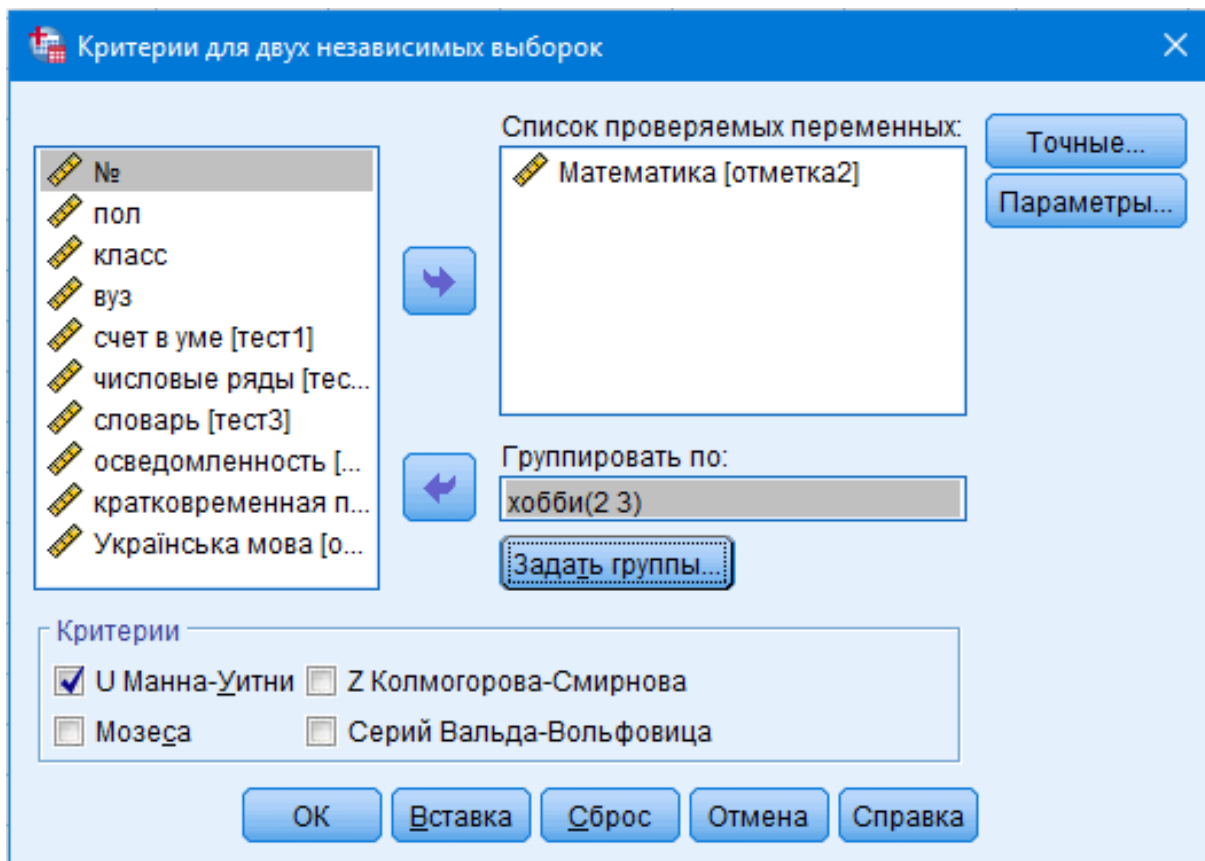 Критерии для двух независимых выборок
№
пол
класс
вуз
счет в уме [тест1]
числовые ряды [тес...
словарь [тест3]
осведомленность [...
кратковременная п...
Українська мова [о...
Список проверяемых переменных:
Математика [отметка2]
Группировать по:
хобби(2 3)
Задать группы...
Точные...
Параметры...
Критерии
U Манна-Уитни Z Колмогорова-Смирнова
Мозеса Серий Вальда-Вольфовица
ОК Вставка Сброс Отмена Справка